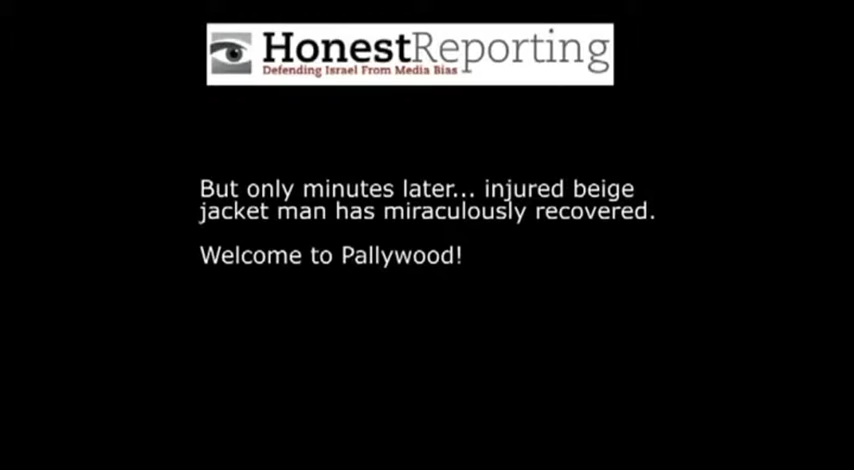 HonestReporting
Defending Israel From Media Bias
But only minutes later... injured beige
jacket man has miraculously recovered.
Welcome to Pallywood!